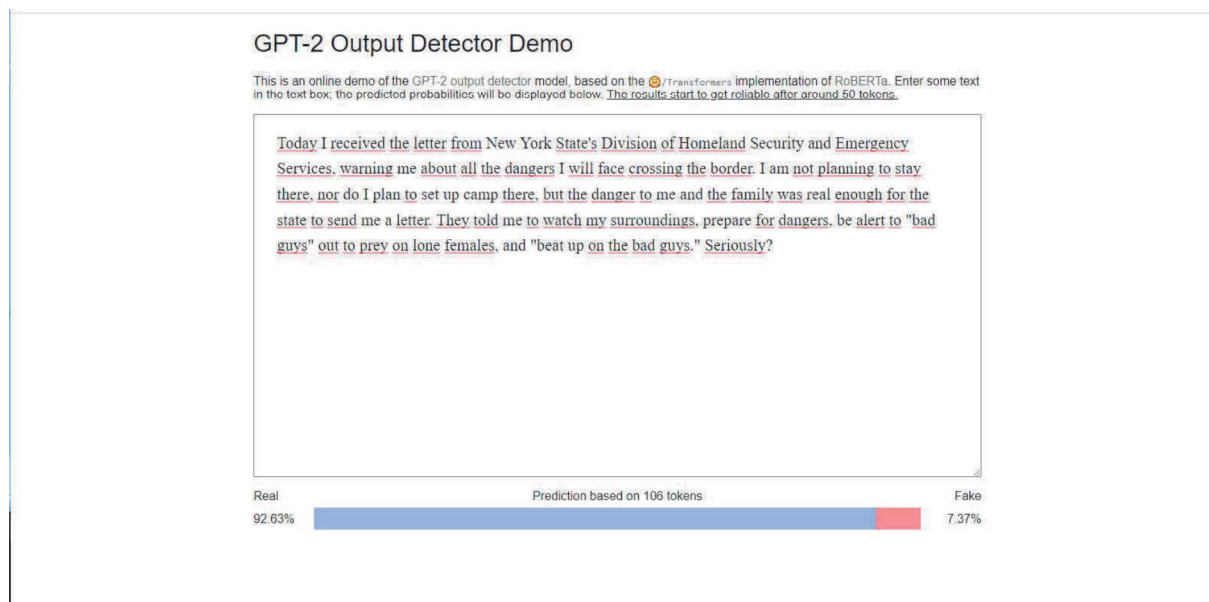 GPT-2 Output Detector Demo
This is an online demo of the GPT-2 output detector model, based on the 🤗/Transformers implementation of RoBERTa. Enter some text
in the text box; the predicted probabilities will be displayed below. The results start to get reliable after around 50 tokens.
Today I received the letter from New York State's Division of Homeland Security and Emergency
Services, warning me about all the dangers I will face crossing the border. I am not planning to stay
there, nor do I plan to set up camp there, but the danger to me and the family was real enough for the
state to send me a letter. They told me to watch my surroundings, prepare for dangers, be alert to "bad
guys" out to prey on lone females, and "beat up on the bad guys." Seriously?
Real Prediction based on 106 tokens Fake
92.63% 7.37%